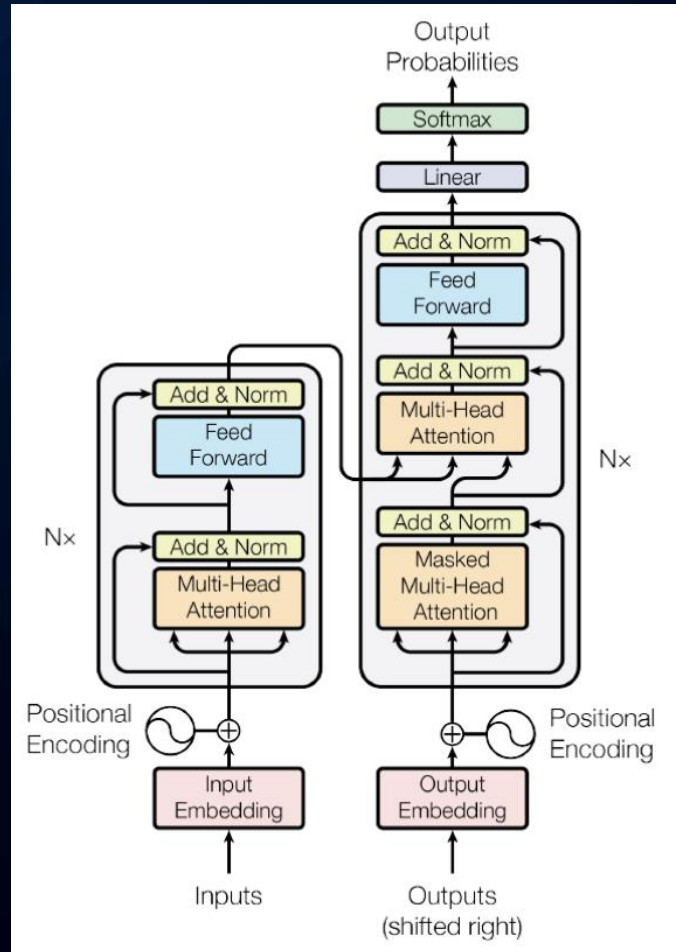 Output
Probabilities
Softmax
Linear
Add & Norm
Feed
Forward
Add & Norm
Multi-Head
Attention
Add & Norm
Masked
Multi-Head
Attention
Nx
Add & Norm
Feed
Forward
Add & Norm
Multi-Head
Attention
Nx
Positional
Encoding
Positional
Encoding
Input
Embedding
Output
Embedding
Inputs
Outputs
(shifted right)